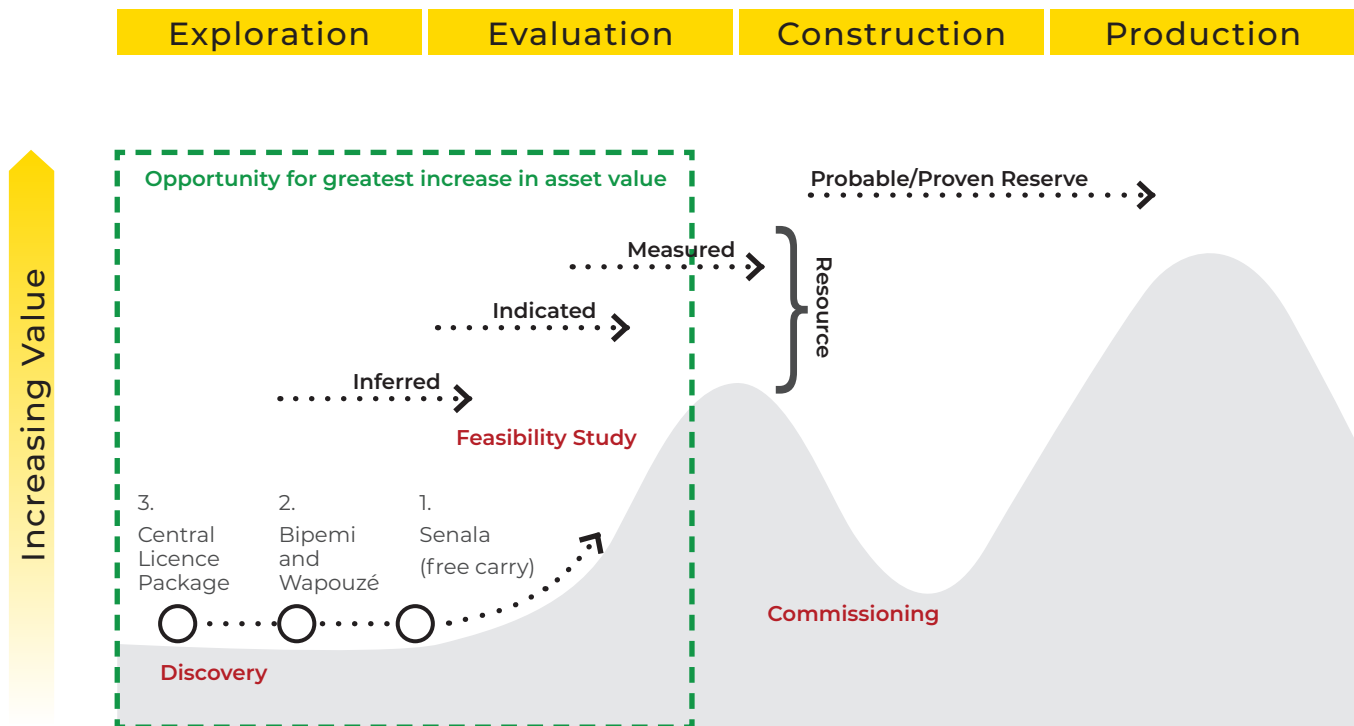 Exploration
Evaluation
Construction
Production
Increasing Value
Opportunity for greatest increase in asset value
Probable/Proven Reserve
Measured
Resource
Indicated
Inferred
Feasibility Study
3.
Central
Licence
Package
2.
Bipemi
and
Wapouzé
1.
Senala
(free carry)
Commissioning
Discovery